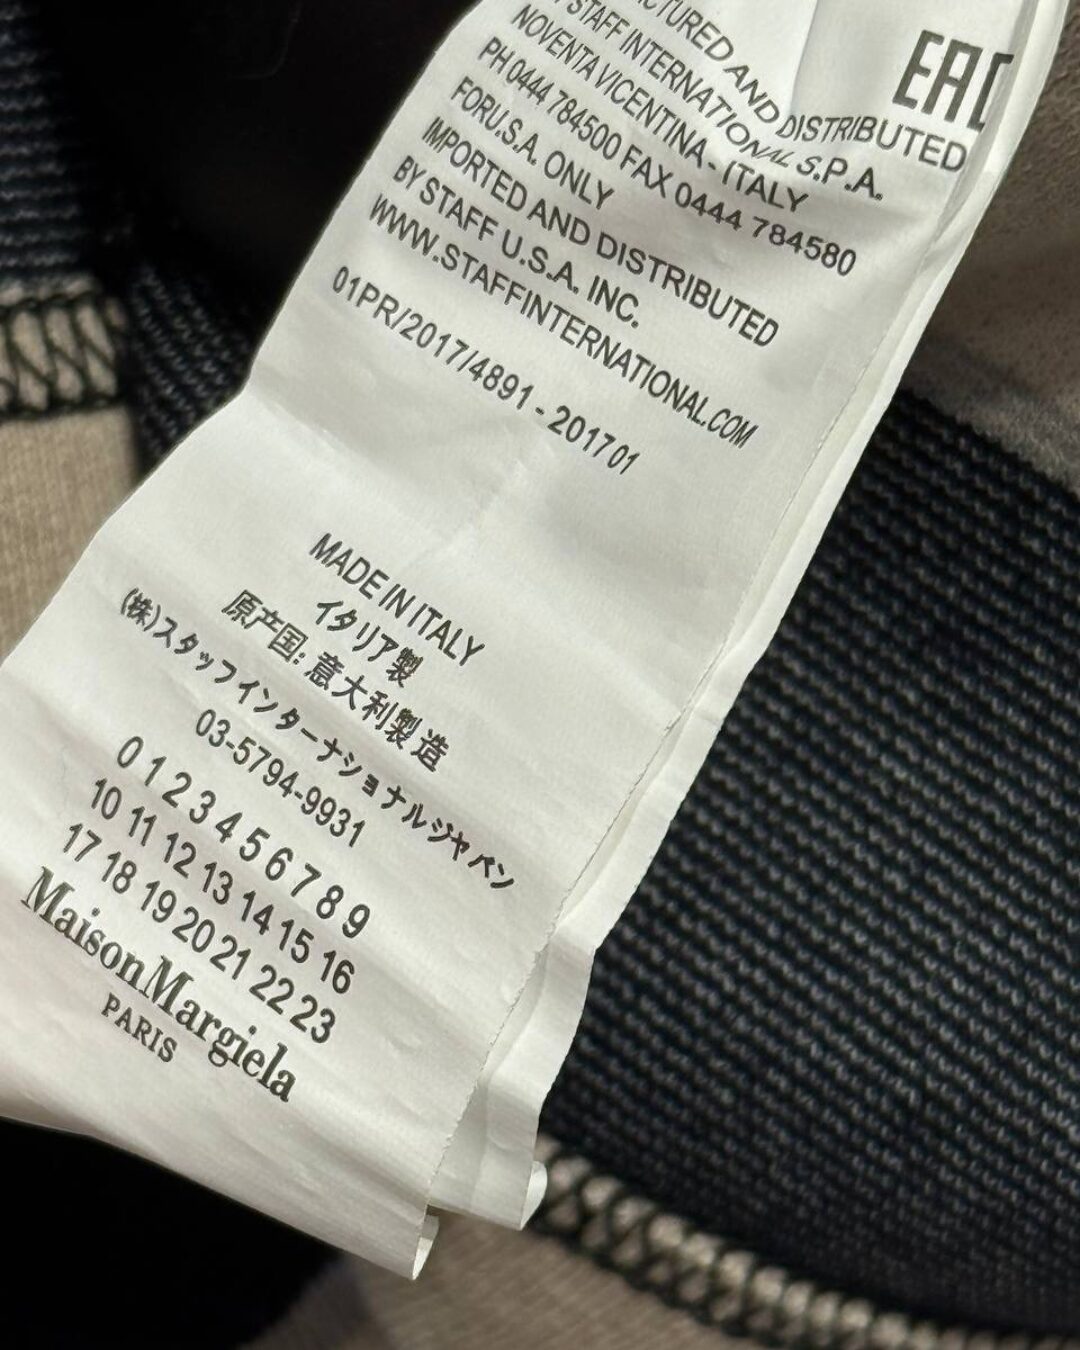 EAC
AND DISTRIBUTED
STAFF INTERNATIONAL S.P.A.
NOVENTA VICENTINA - ITALY
PH 0444 784500 FAX 0444 784580
FOR U.S.A. ONLY
IMPORTED AND DISTRIBUTED
BY STAFF U.S.A. INC.
WWW.STAFFINTERNATIONAL.COM
01PR/2017/4891 - 201701
MADE IN ITALY
イタリア製
原产国: 意大利製造
(株)スタッフインターナショナルジャパン
03-5794-9931
0 1 2 3 4 5 6 7 8 9
10 11 12 13 14 15 16
17 18 19 20 21 22 23
Maison Margiela
PARIS